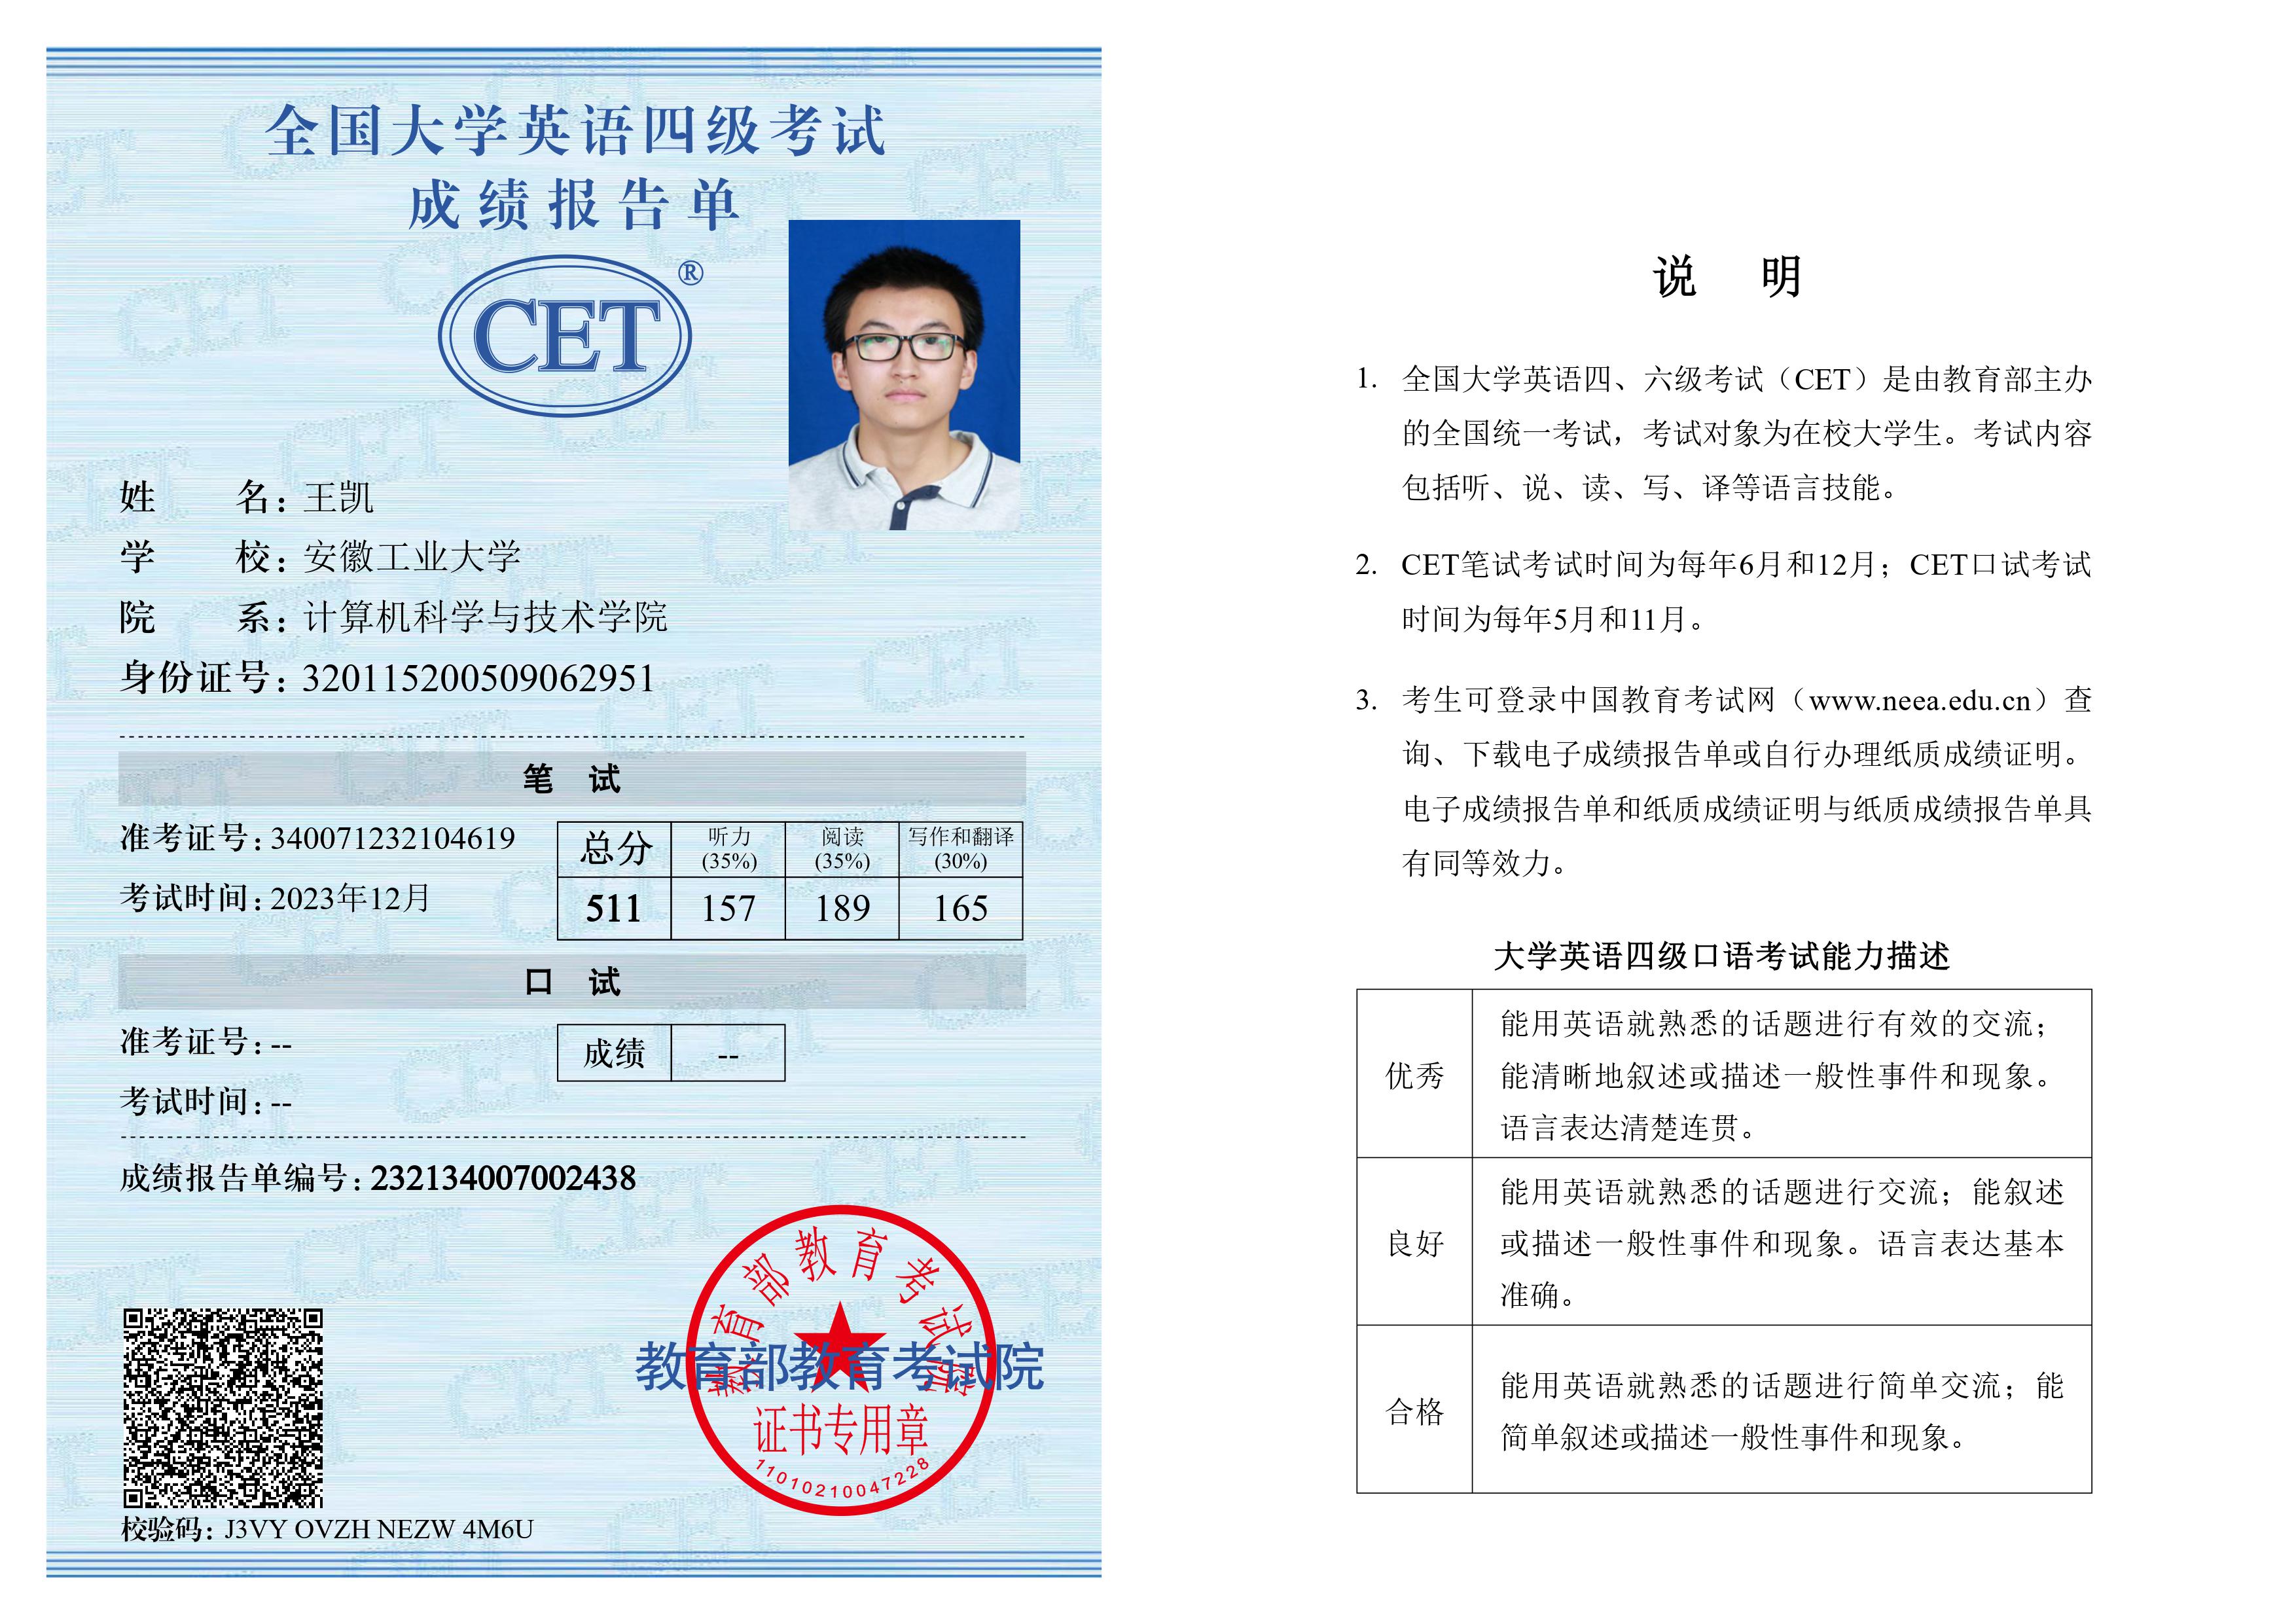 全国大学英语四级考试
成绩报告单
CET®
姓 名：王凯
学 校：安徽工业大学
院 系：计算机科学与技术学院
身份证号：320115200509062951
笔 试
准考证号：340071232104619
考试时间：2023年12月
总分 听力(35%) 阅读(35%) 写作和翻译(30%)
511 157 189 165
口 试
准考证号：--
考试时间：--
成绩 --
成绩报告单编号：232134007002438
教育部教育考试院
教育部教育考试院
证书专用章
11010210047228
校验码：J3VY OVZH NEZW 4M6U
说 明
1. 全国大学英语四、六级考试（CET）是由教育部主办
的全国统一考试，考试对象为在校大学生。考试内容
包括听、说、读、写、译等语言技能。
2. CET笔试考试时间为每年6月和12月；CET口试考试
时间为每年5月和11月。
3. 考生可登录中国教育考试网（www.neea.edu.cn）查
询、下载电子成绩报告单或自行办理纸质成绩证明。
电子成绩报告单和纸质成绩证明与纸质成绩报告单具
有同等效力。
大学英语四级口语考试能力描述
优秀
能用英语就熟悉的话题进行有效的交流；
能清晰地叙述或描述一般性事件和现象。
语言表达清楚连贯。
良好
能用英语就熟悉的话题进行交流；能叙述
或描述一般性事件和现象。语言表达基本
准确。
合格
能用英语就熟悉的话题进行简单交流；能
简单叙述或描述一般性事件和现象。